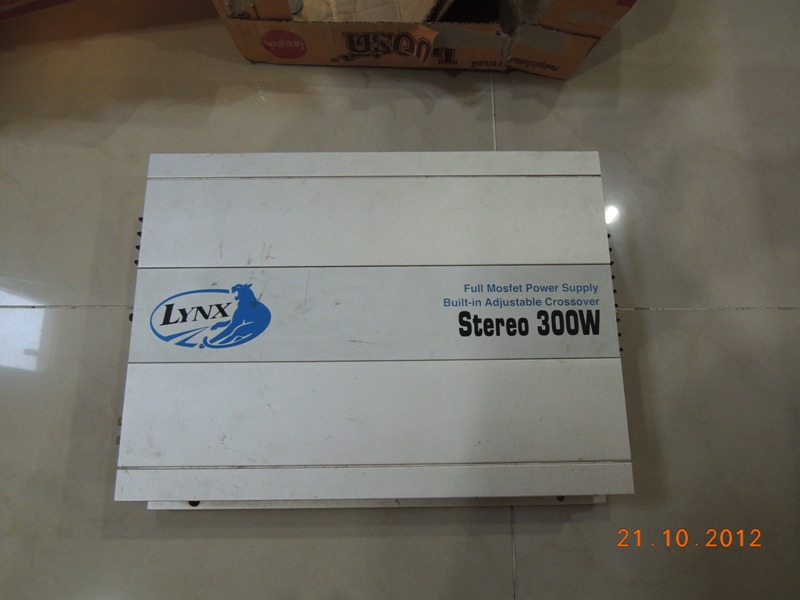 LYNX
Full Mosfet Power Supply
Built-in Adjustable Crossover
Stereo 300W
21.10.2012